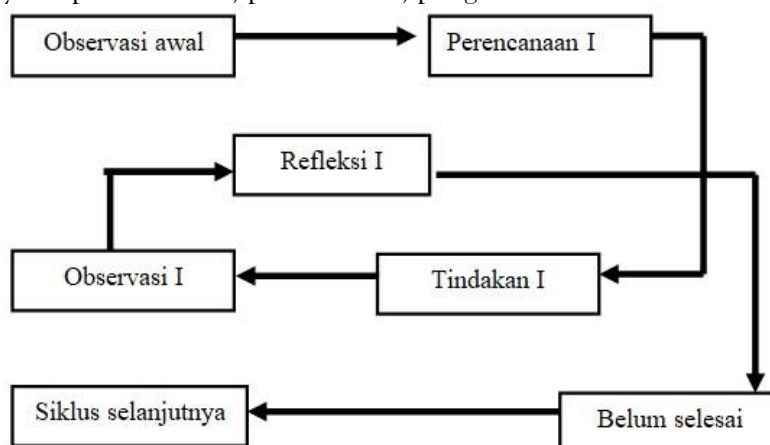 Observasi awal
Perencanaan I
Refleksi I
Observasi I
Tindakan I
Siklus selanjutnya
Belum selesai